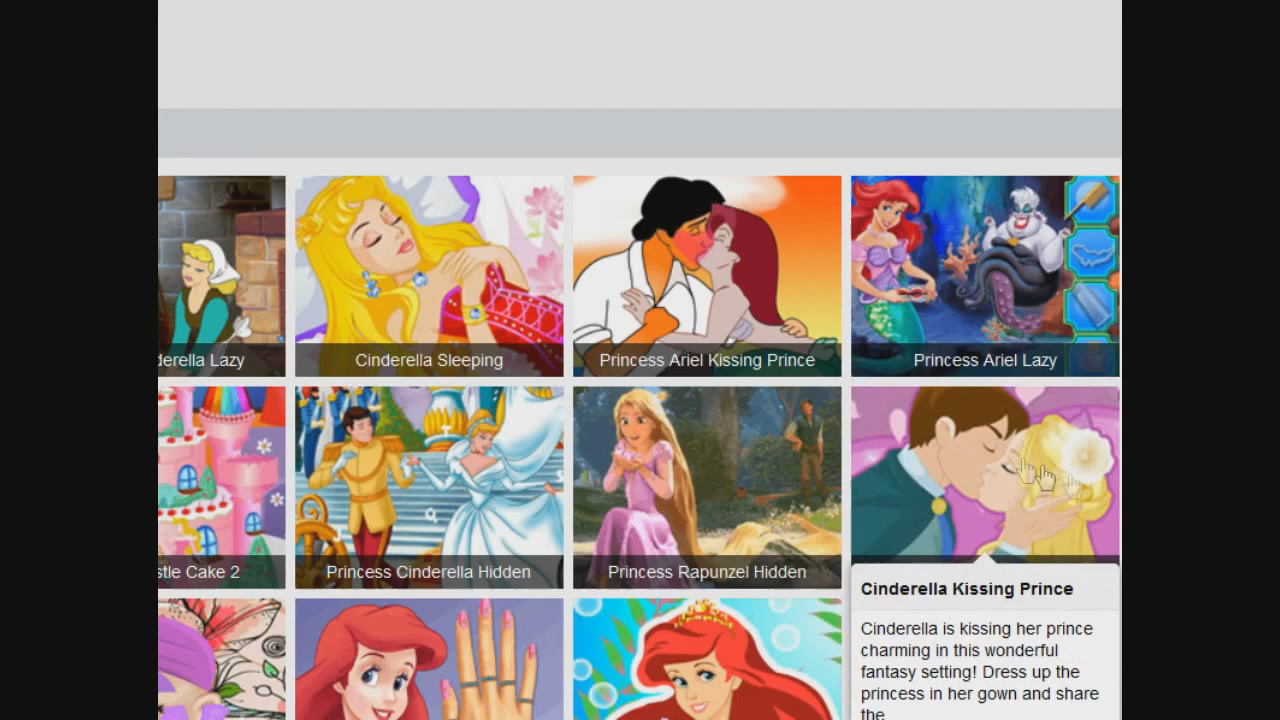 derella Lazy
Cinderella Sleeping
Princess Ariel Kissing Prince
Princess Ariel Lazy
stle Cake 2
Princess Cinderella Hidden
Princess Rapunzel Hidden
Cinderella Kissing Prince
Cinderella is kissing her prince
charming in this wonderful
fantasy setting! Dress up the
princess in her gown and share
the